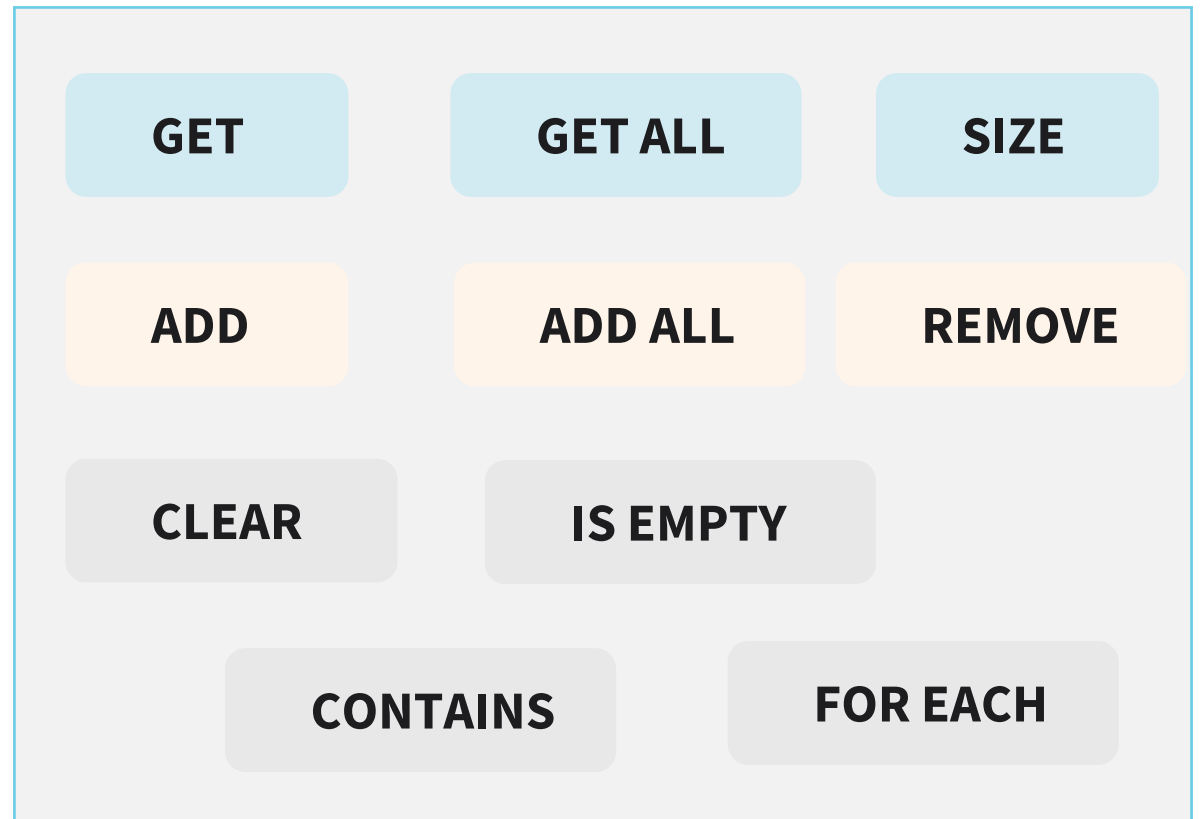 GET
GET ALL
SIZE
ADD
ADD ALL
REMOVE
CLEAR
IS EMPTY
CONTAINS
FOR EACH